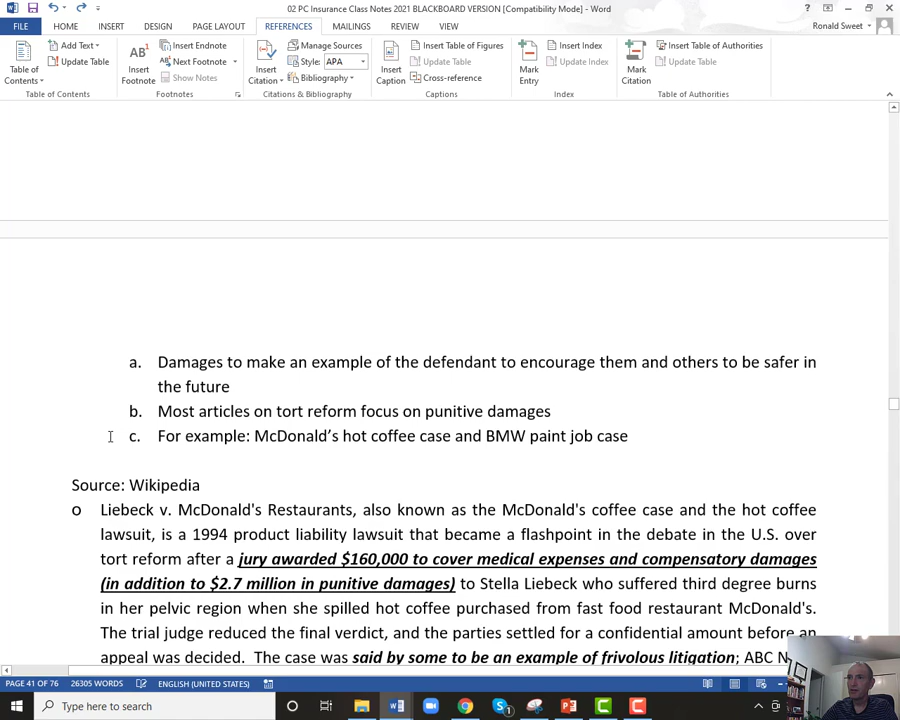 02 PC Insurance Class Notes 2021 BLACKBOARD VERSION [Compatibility Mode] - Word
FILE HOME INSERT DESIGN PAGE LAYOUT REFERENCES MAILINGS REVIEW VIEW Ronald Sweet
Table of Contents
Add Text
Update Table
Table of Contents
AB1
Insert Footnote
Insert Endnote
Next Footnote
Show Notes
Footnotes
Insert Citation
Manage Sources
Style: APA
Bibliography
Citations & Bibliography
Insert Caption
Insert Table of Figures
Update Table
Cross-reference
Captions
Mark Entry
Insert Index
Update Index
Index
Mark Citation
Insert Table of Authorities
Update Table
Table of Authorities
a. Damages to make an example of the defendant to encourage them and others to be safer in
the future
b. Most articles on tort reform focus on punitive damages
c. For example: McDonald's hot coffee case and BMW paint job case
Source: Wikipedia
o Liebeck v. McDonald's Restaurants, also known as the McDonald's coffee case and the hot coffee
lawsuit, is a 1994 product liability lawsuit that became a flashpoint in the debate in the U.S. over
tort reform after a jury awarded $160,000 to cover medical expenses and compensatory damages
(in addition to $2.7 million in punitive damages) to Stella Liebeck who suffered third degree burns
in her pelvic region when she spilled hot coffee purchased from fast food restaurant McDonald's.
The trial judge reduced the final verdict, and the parties settled for a confidential amount before an
appeal was decided. The case was said by some to be an example of frivolous litigation; ABC
PAGE 41 OF 76 26305 WORDS ENGLISH (UNITED STATES)
Type here to search